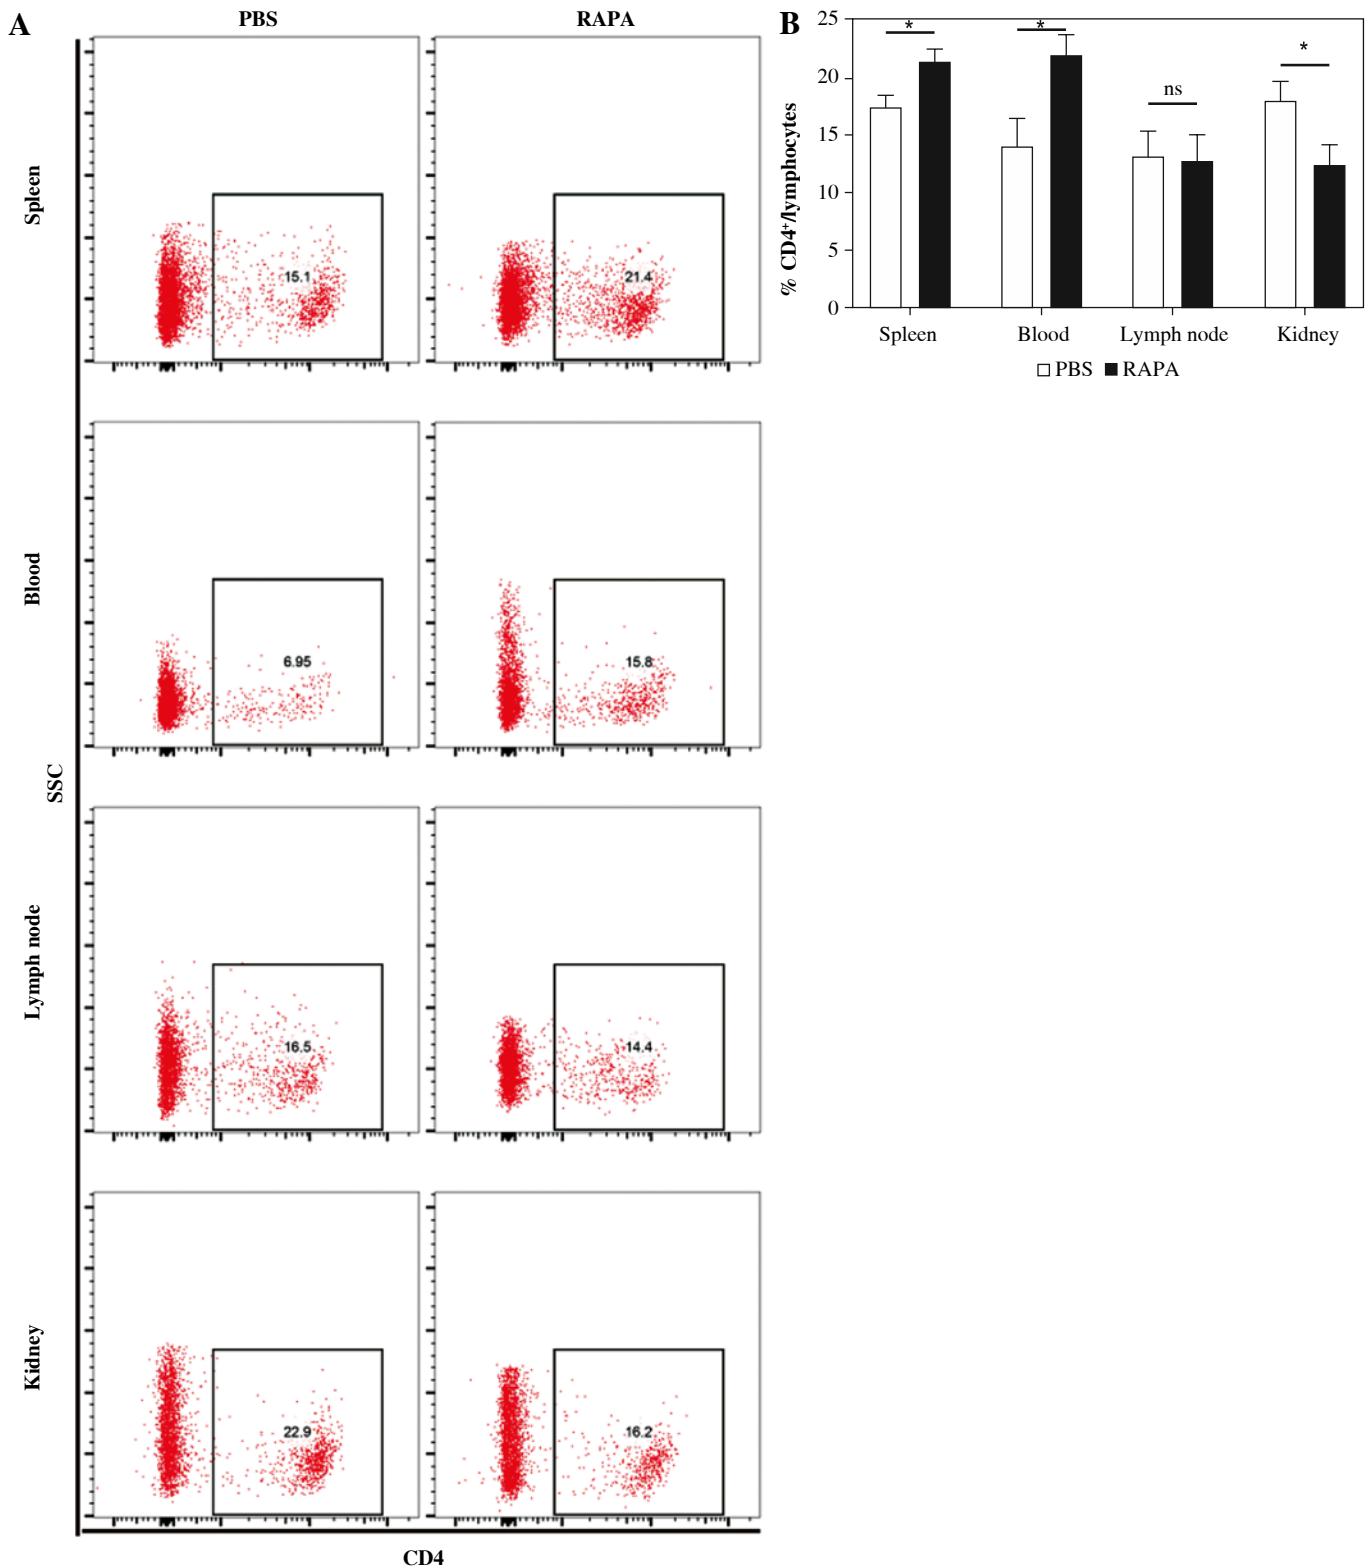 A
PBS
RAPA
Spleen
15.1
21.4
Blood
6.95
15.8
SSC
Lymph node
16.5
14.4
Kidney
22.9
16.2
CD4
B
% CD4+/lymphocytes
25
20
15
10
5
0
*
*
ns
*
Spleen Blood Lymph node Kidney
PBS RAPA